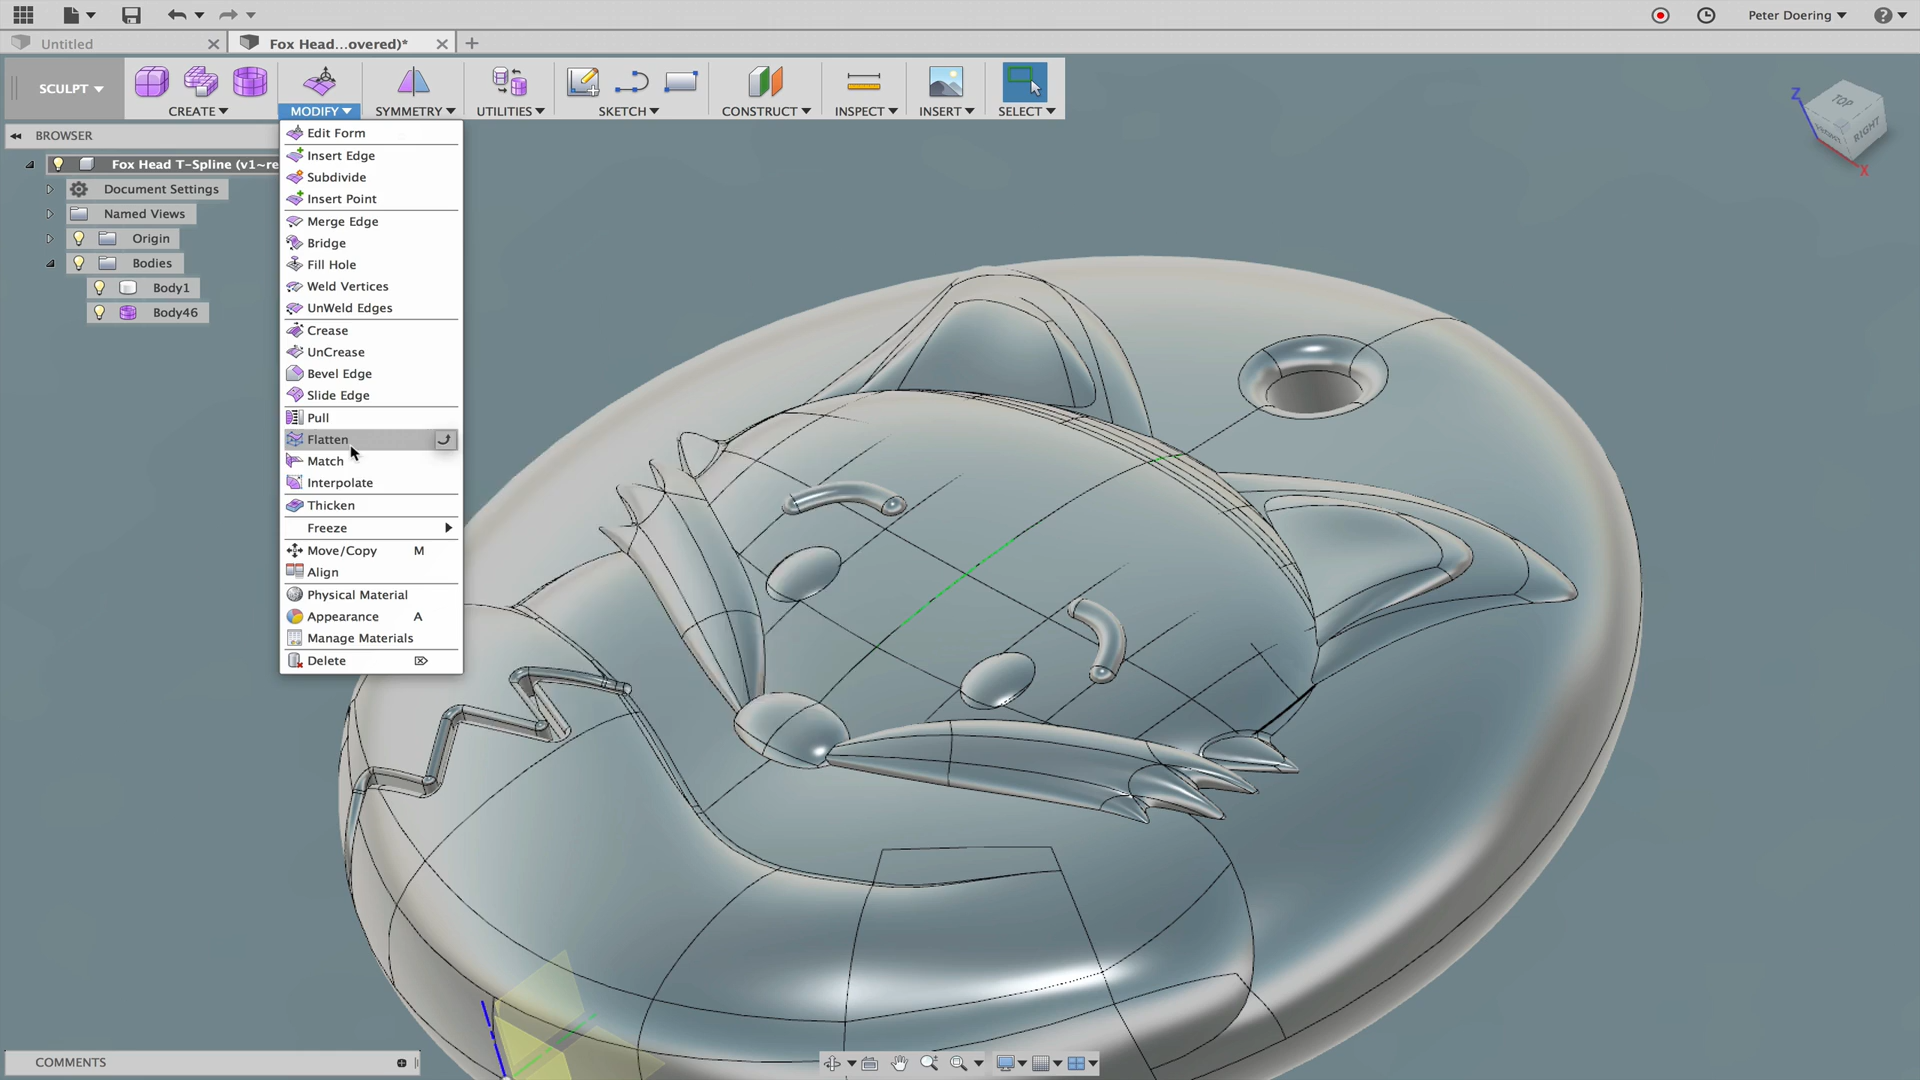 Peter Doering
Untitled
Fox Head...overed)*
SCULPT
CREATE
MODIFY
SYMMETRY
UTILITIES
SKETCH
CONSTRUCT
INSPECT
INSERT
SELECT
BROWSER
Fox Head T-Spline (v1~re
Document Settings
Named Views
Origin
Bodies
Body1
Body46
Edit Form
Insert Edge
Subdivide
Insert Point
Merge Edge
Bridge
Fill Hole
Weld Vertices
UnWeld Edges
Crease
UnCrease
Bevel Edge
Slide Edge
Pull
Flatten
Match
Interpolate
Thicken
Freeze
Move/Copy M
Align
Physical Material
Appearance A
Manage Materials
Delete
Z
TOP
RIGHT
X
COMMENTS